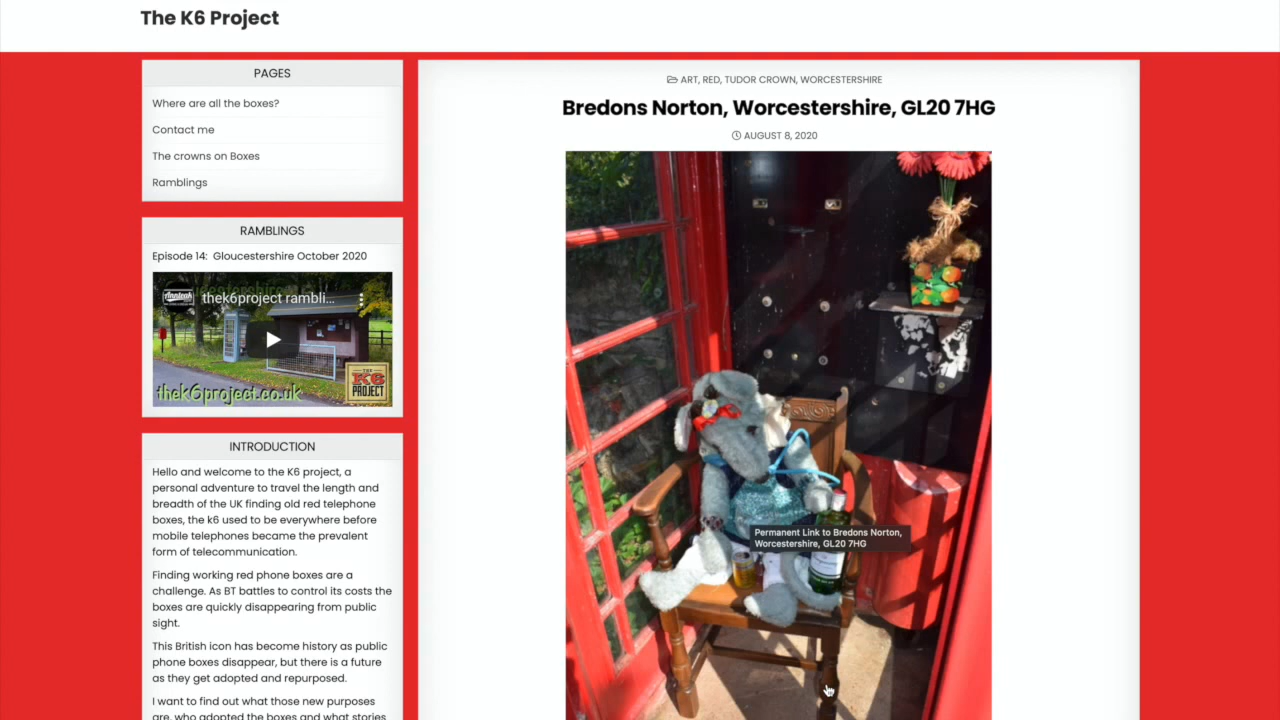 The K6 Project
PAGES
Where are all the boxes?
Contact me
The crowns on Boxes
Ramblings
RAMBLINGS
Episode 14: Gloucestershire October 2020
thek6project rambli...
THE
K6
PROJECT
thek6project.co.uk
INTRODUCTION
Hello and welcome to the K6 project, a
personal adventure to travel the length and
breadth of the UK finding old red telephone
boxes, the k6 used to be everywhere before
mobile telephones became the prevalent
form of telecommunication.
Finding working red phone boxes are a
challenge. As BT battles to control its costs the
boxes are quickly disappearing from public
sight.
This British icon has become history as public
phone boxes disappear, but there is a future
as they get adopted and repurposed.
I want to find out what those new purposes
are, who adopted the boxes and what stories
ART, RED, TUDOR CROWN, WORCESTERSHIRE
Bredons Norton, Worcestershire, GL20 7HG
AUGUST 8, 2020
Permanent Link to Bredons Norton,
Worcestershire, GL20 7HG